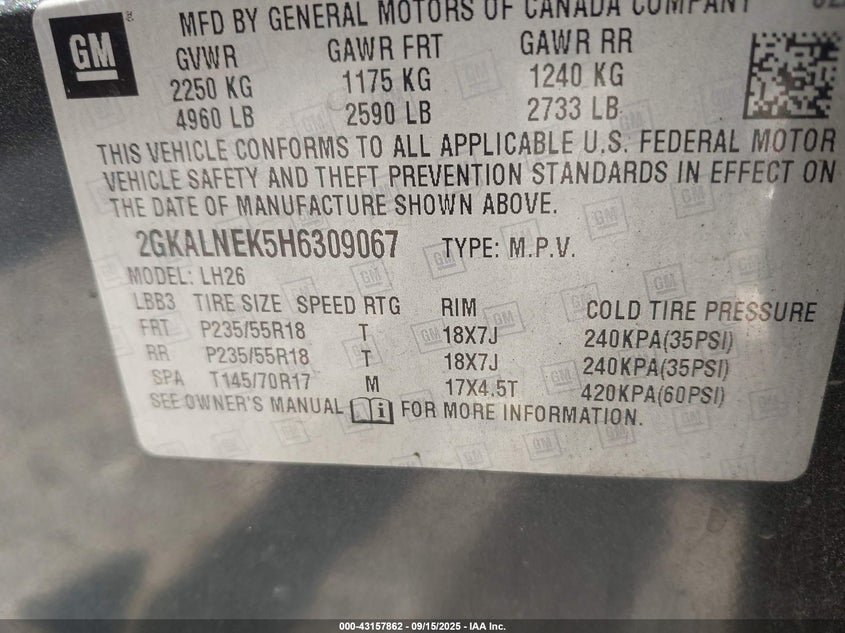 MFD BY GENERAL MOTORS OF CANADA COMPANY
GM
GVWR GAWR FRT GAWR RR
2250 KG 1175 KG 1240 KG
4960 LB 2590 LB 2733 LB
THIS VEHICLE CONFORMS TO ALL APPLICABLE U.S. FEDERAL MOTOR
VEHICLE SAFETY AND THEFT PREVENTION STANDARDS IN EFFECT ON
THE DATE OF MANUFACTURE SHOWN ABOVE.
2GKALNEK5H6309067 TYPE: M.P.V.
MODEL: LH26
LBB3 TIRE SIZE SPEED RTG RIM COLD TIRE PRESSURE
FRT P235/55R18 T 18X7J 240KPA(35PSI)
RR P235/55R18 T 18X7J 240KPA(35PSI)
SPA T145/70R17 M 17X4.5T 420KPA(60PSI)
SEE OWNER'S MANUAL i FOR MORE INFORMATION.
000-43157862 - 09/15/2025 - IAA Inc.